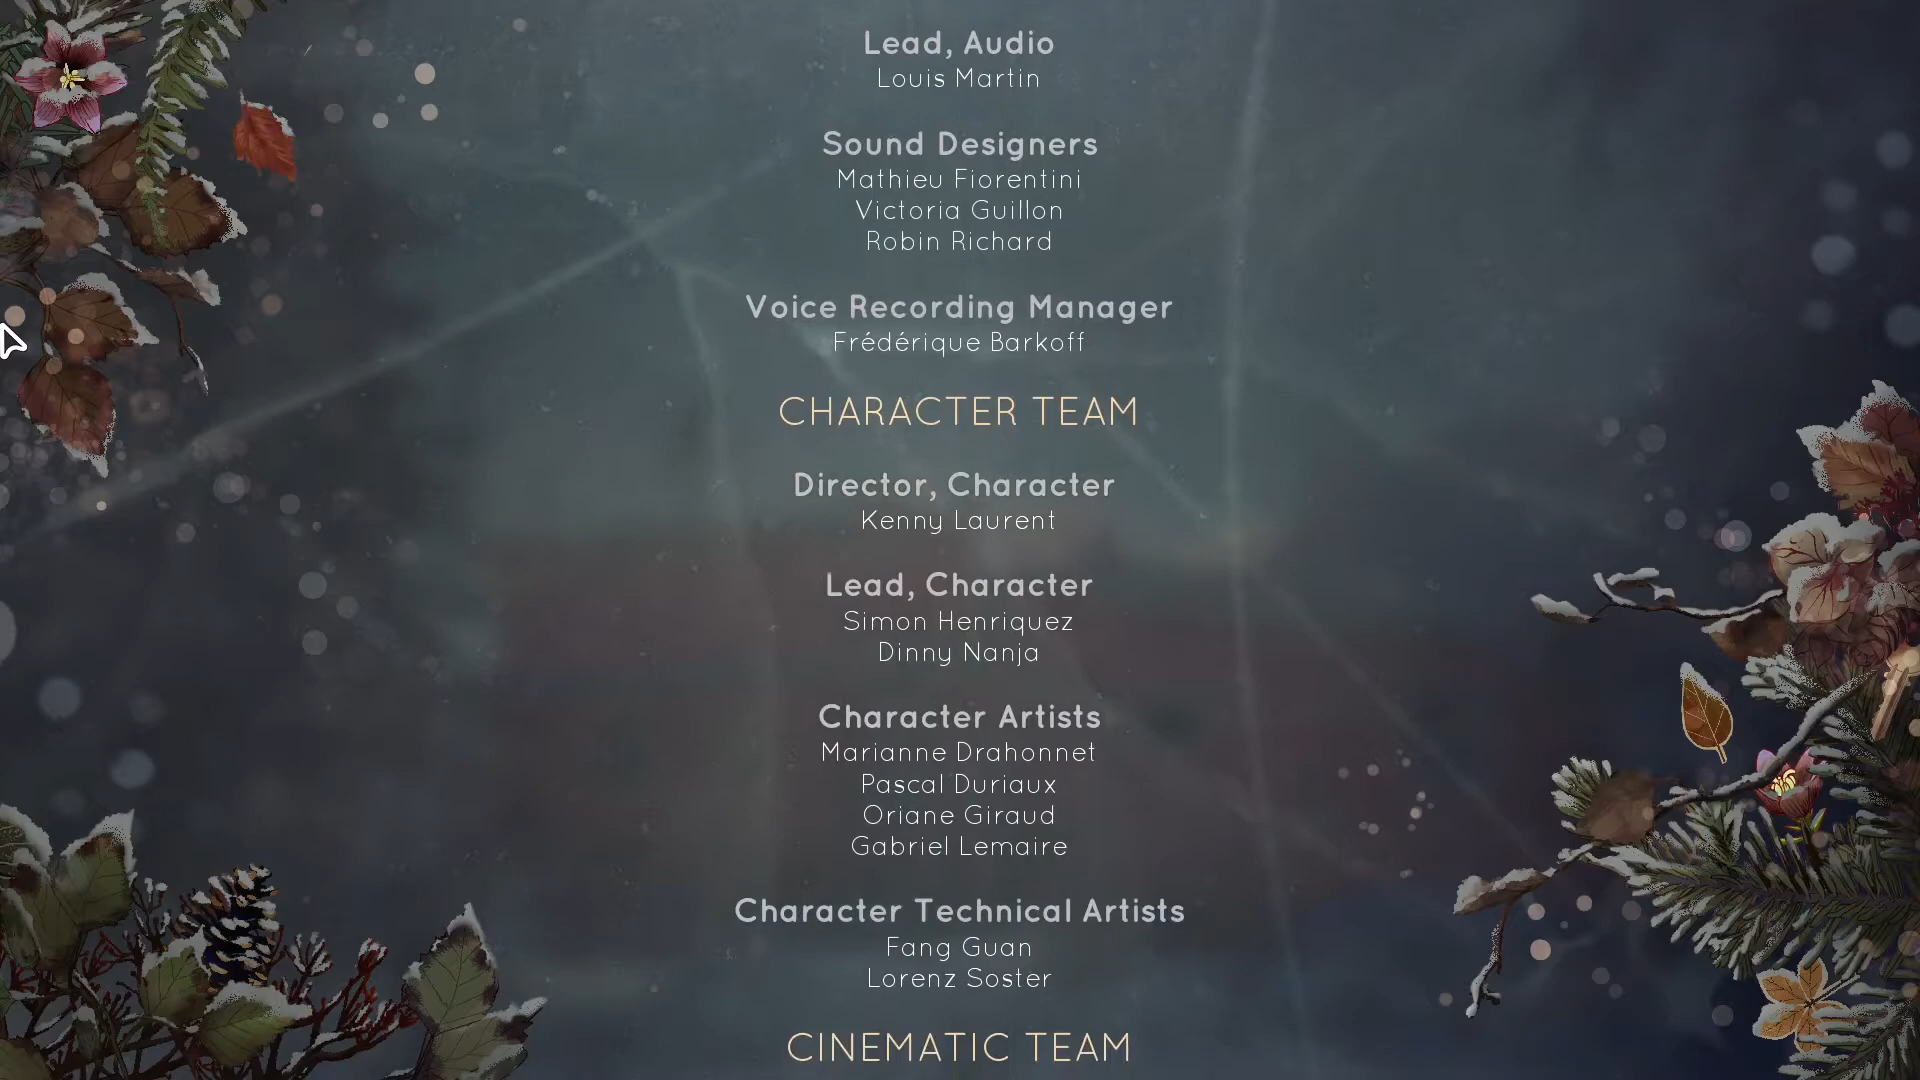 Lead, Audio
Louis Martin
Sound Designers
Mathieu Fiorentini
Victoria Guillon
Robin Richard
Voice Recording Manager
Frédérique Barkoff
CHARACTER TEAM
Director, Character
Kenny Laurent
Lead, Character
Simon Henriquez
Dinny Nanja
Character Artists
Marianne Drahonnet
Pascal Duriaux
Oriane Giraud
Gabriel Lemaire
Character Technical Artists
Fang Guan
Lorenz Soster
CINEMATIC TEAM